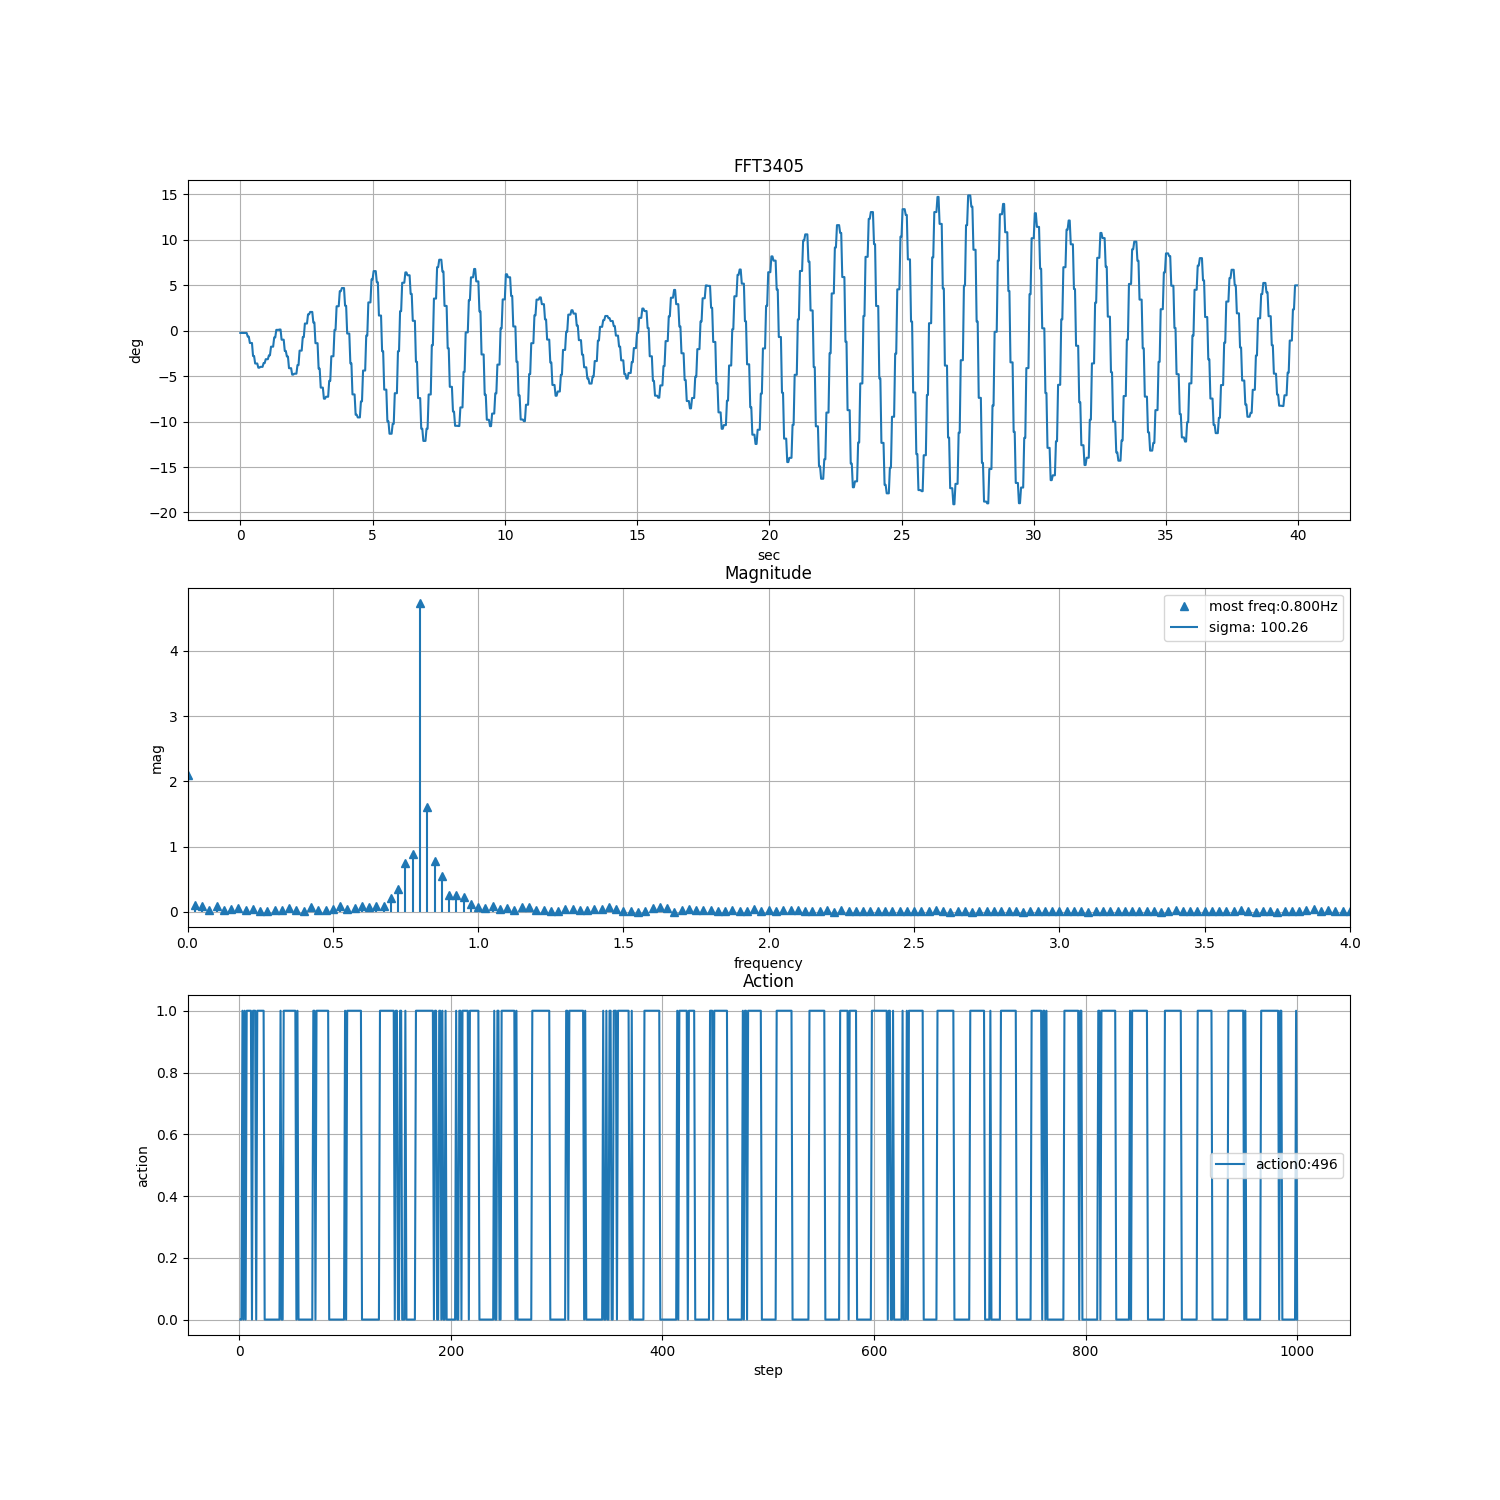 FFT3405
15
10
5
0
−5
−10
−15
−20
deg
0 5 10 15 20 25 30 35 40
sec
Magnitude
most freq:0.800Hz
sigma: 100.26
4
3
2
1
0
mag
0.0 0.5 1.0 1.5 2.0 2.5 3.0 3.5 4.0
frequency
Action
1.0
0.8
0.6
0.4
0.2
0.0
action
action0:496
0 200 400 600 800 1000
step